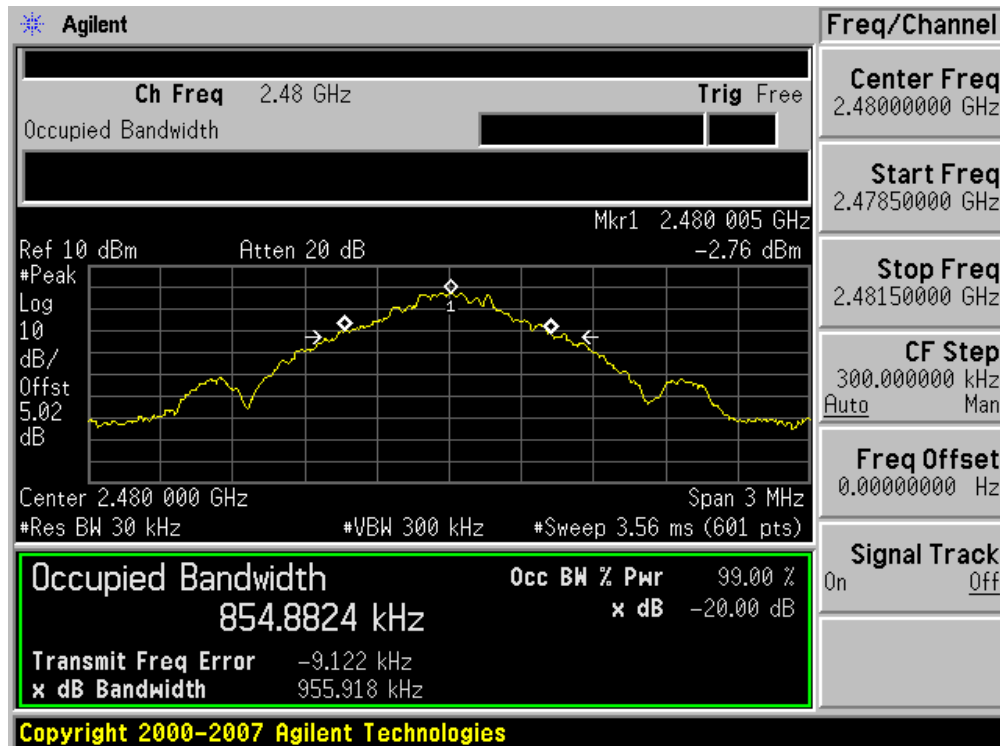 Agilent
Freq/Channel
Ch Freq 2.48 GHz Trig Free
Occupied Bandwidth
Center Freq
2.48000000 GHz
Start Freq
2.47850000 GHz
Stop Freq
2.48150000 GHz
CF Step
300.000000 kHz
Auto Man
Freq Offset
0.00000000 Hz
Signal Track
On Off
Mkr1 2.480 005 GHz
Ref 10 dBm Atten 20 dB -2.76 dBm
#Peak
Log
10
dB/
Offst
5.02
dB
1
Center 2.480 000 GHz Span 3 MHz
#Res BW 30 kHz #VBW 300 kHz #Sweep 3.56 ms (601 pts)
Occupied Bandwidth Occ BW % Pwr 99.00 %
854.8824 kHz x dB -20.00 dB
Transmit Freq Error -9.122 kHz
x dB Bandwidth 955.918 kHz
Copyright 2000-2007 Agilent Technologies